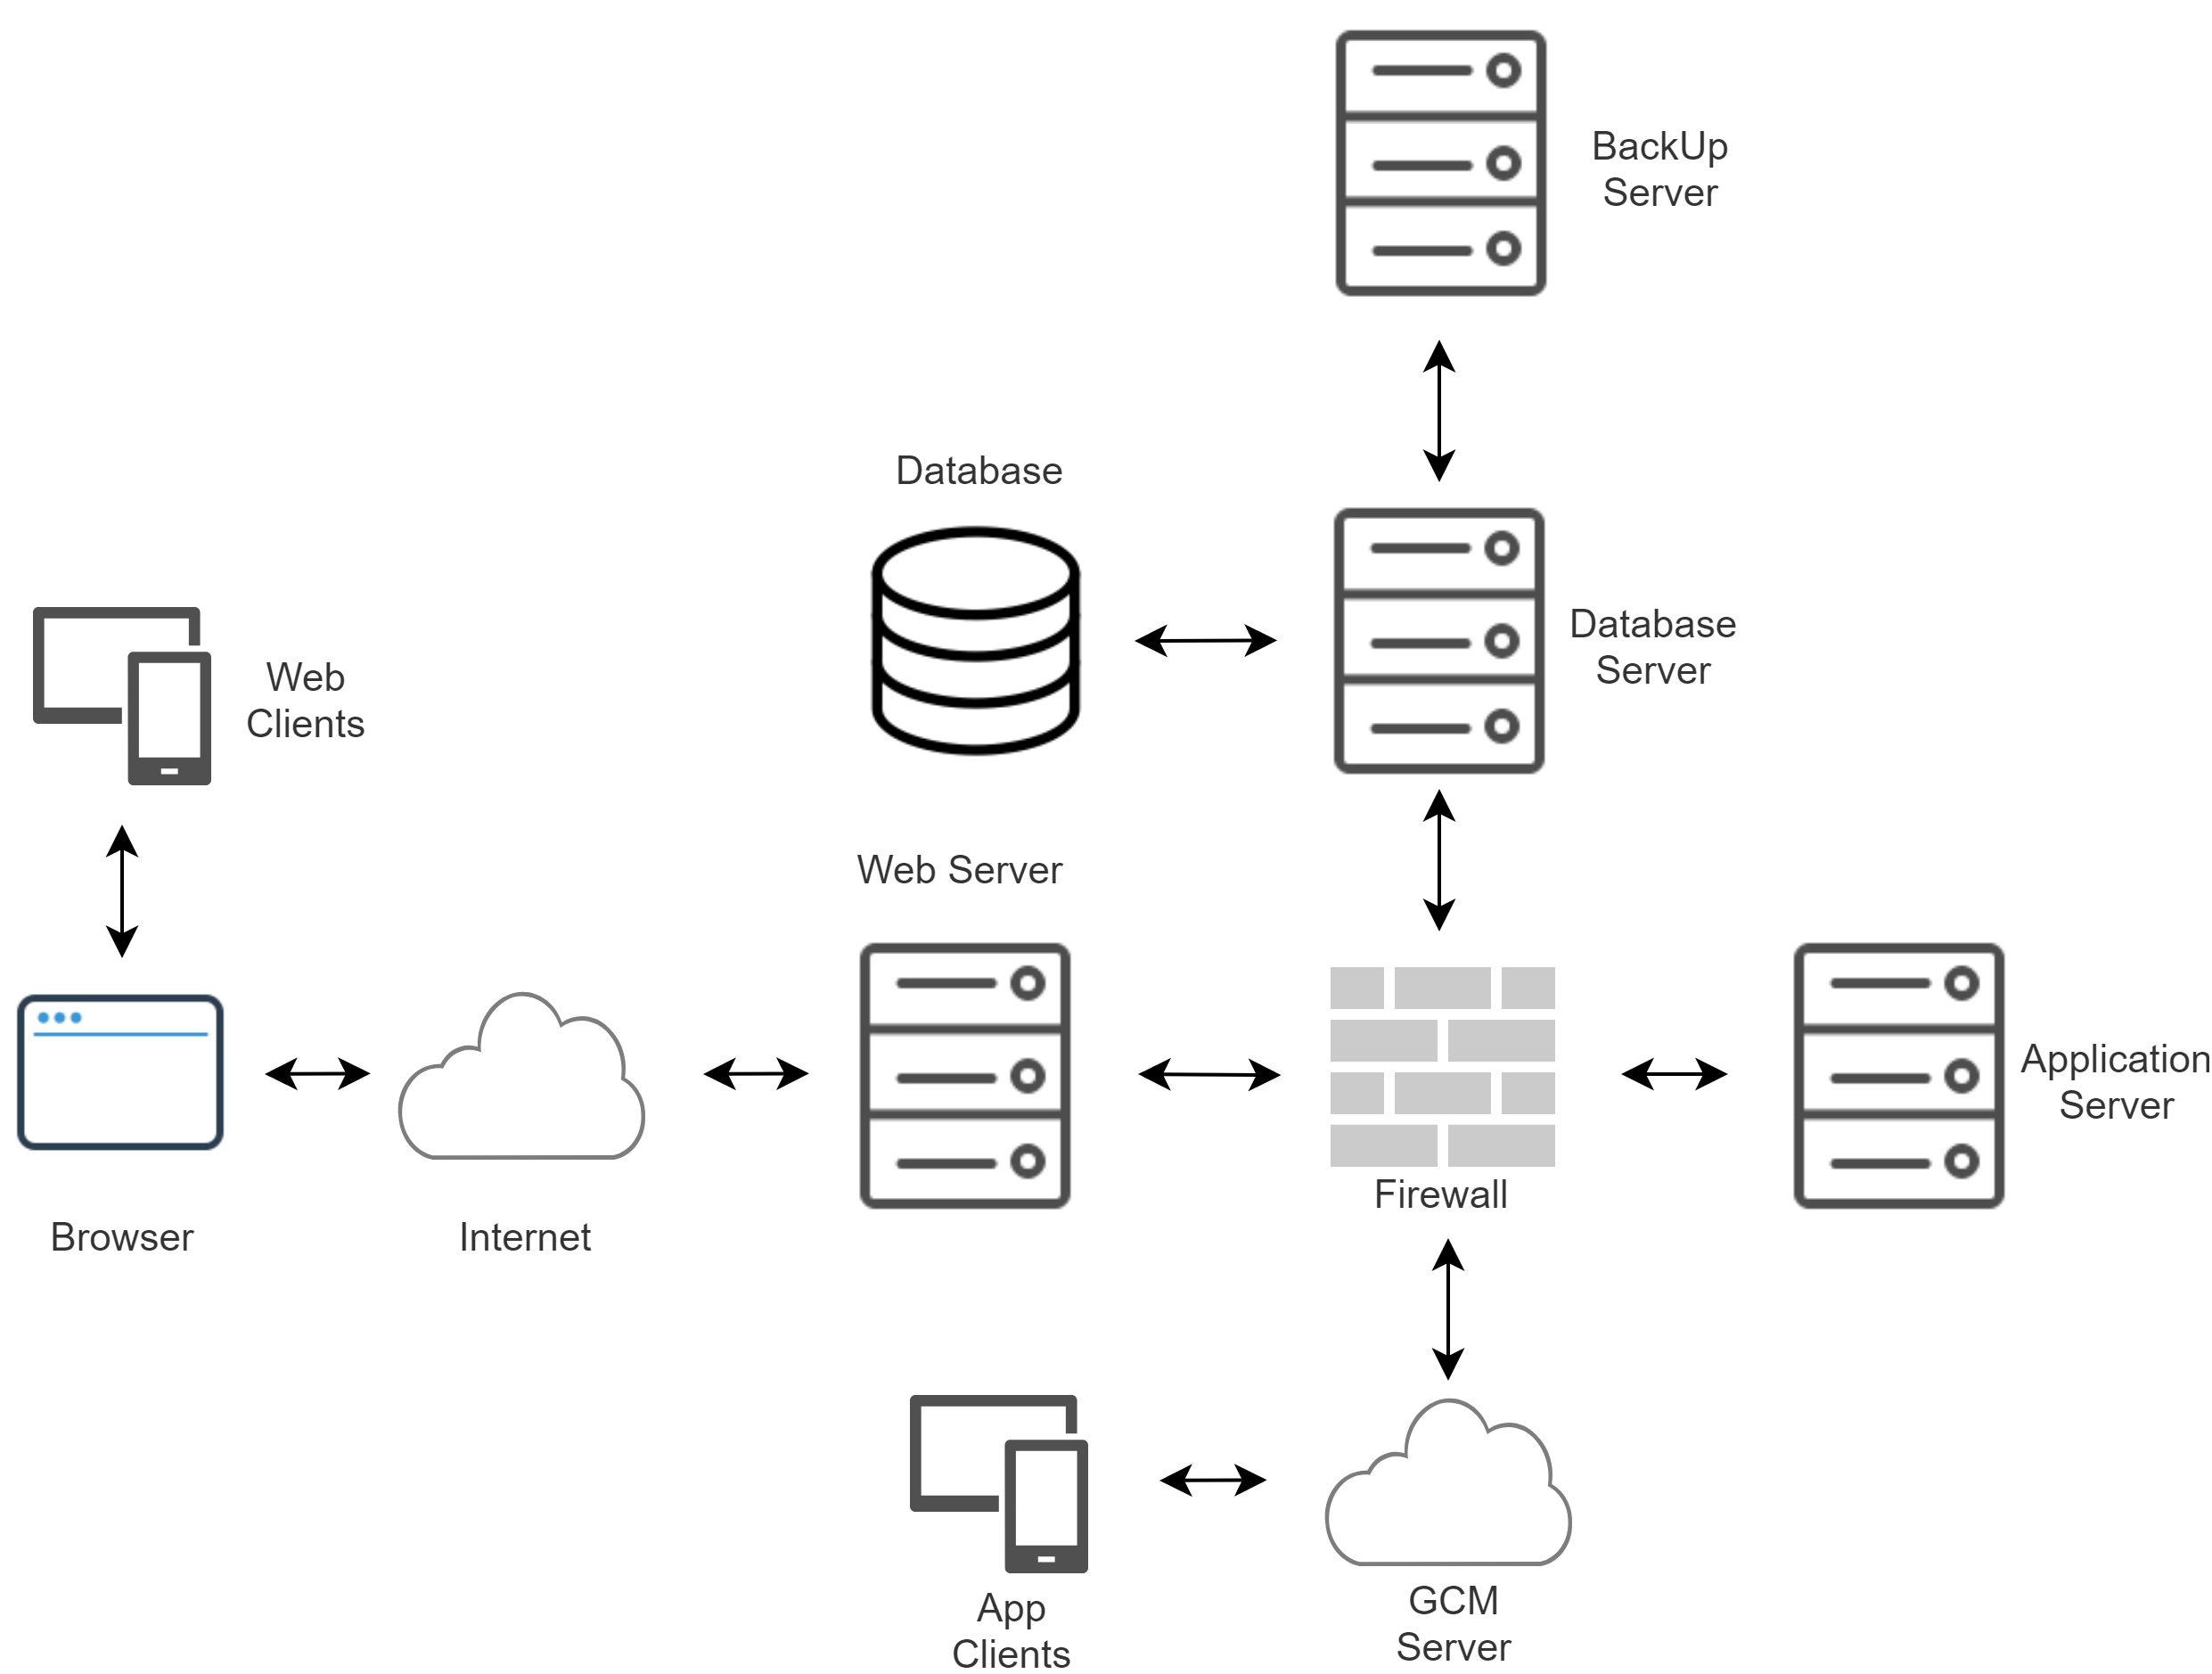 BackUp
Server
Database
Database
Server
Web
Clients
Web Server
Application
Server
Firewall
Browser
Internet
App
Clients
GCM
Server